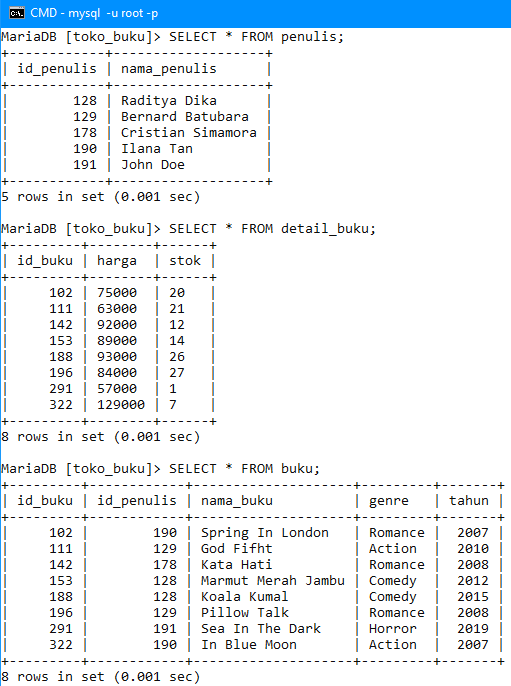 CMD - mysql  -u root -p
MariaDB [toko_buku]> SELECT * FROM penulis;
+------------+------------------+
| id_penulis | nama_penulis     |
+------------+------------------+
|        128 | Raditya Dika     |
|        129 | Bernard Batubara |
|        178 | Cristian Simamora |
|        190 | Ilana Tan        |
|        191 | John Doe         |
+------------+------------------+
5 rows in set (0.001 sec)

MariaDB [toko_buku]> SELECT * FROM detail_buku;
+---------+--------+------+
| id_buku | harga  | stok |
+---------+--------+------+
|     102 | 75000  | 20   |
|     111 | 63000  | 21   |
|     142 | 92000  | 12   |
|     153 | 89000  | 14   |
|     188 | 93000  | 26   |
|     196 | 84000  | 27   |
|     291 | 57000  | 1    |
|     322 | 129000 | 7    |
+---------+--------+------+
8 rows in set (0.001 sec)

MariaDB [toko_buku]> SELECT * FROM buku;
+---------+------------+--------------------+---------+-------+
| id_buku | id_penulis | nama_buku          | genre   | tahun |
+---------+------------+--------------------+---------+-------+
|     102 |        190 | Spring In London   | Romance |  2007 |
|     111 |        129 | God Fifht          | Action  |  2010 |
|     142 |        178 | Kata Hati          | Romance |  2008 |
|     153 |        128 | Marmut Merah Jambu | Comedy  |  2012 |
|     188 |        128 | Koala Kumal        | Comedy  |  2015 |
|     196 |        129 | Pillow Talk        | Romance |  2008 |
|     291 |        191 | Sea In The Dark    | Horror  |  2019 |
|     322 |        190 | In Blue Moon       | Action  |  2007 |
+---------+------------+--------------------+---------+-------+
8 rows in set (0.001 sec)